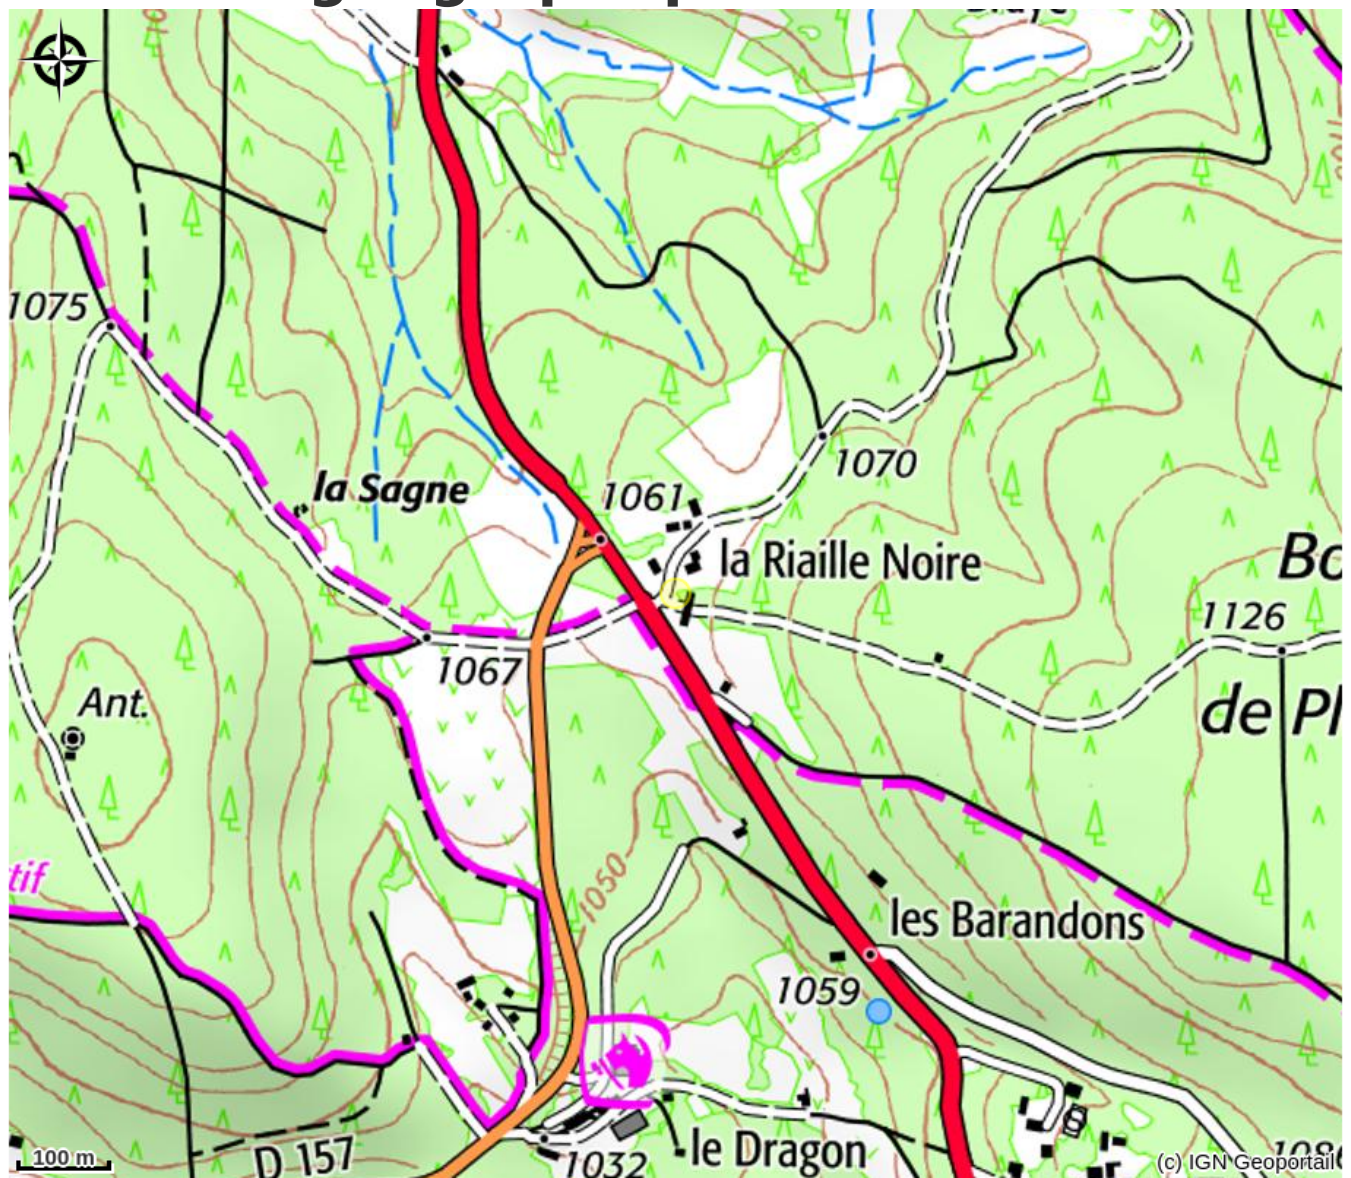 1075
la Sagne
1061
1070
la Riaille Noire
Bo
1126
1067
Ant.
de Pl
tif
1050
les Barandons
1059
le Dragon
D 157
1032
100 m
(c) IGN Geoportail